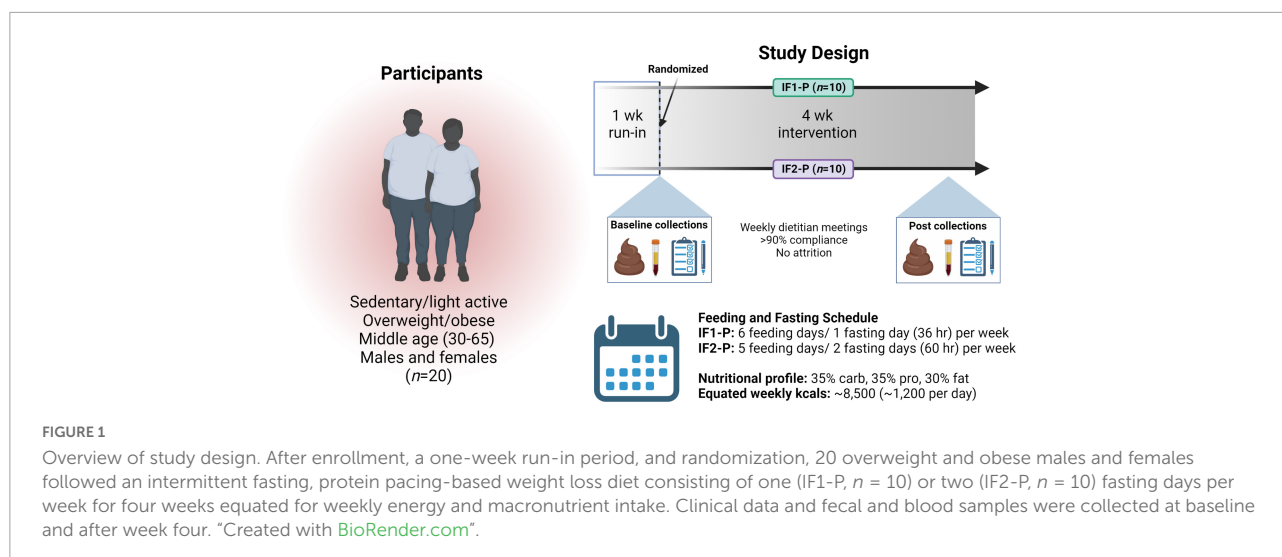 Participants
Sedentary/light active
Overweight/obese
Middle age (30-65)
Males and females
(n=20)
Study Design
Randomized
IF1-P (n=10)
1 wk
run-in
4 wk
intervention
IF2-P (n=10)
Baseline collections
Weekly dietitian meetings
>90% compliance
No attrition
Post collections
Feeding and Fasting Schedule
IF1-P: 6 feeding days/ 1 fasting day (36 hr) per week
IF2-P: 5 feeding days/ 2 fasting days (60 hr) per week
Nutritional profile: 35% carb, 35% pro, 30% fat
Equated weekly kcals: ~8,500 (~1,200 per day)
FIGURE 1
Overview of study design. After enrollment, a one-week run-in period, and randomization, 20 overweight and obese males and females
followed an intermittent fasting, protein pacing-based weight loss diet consisting of one (IF1-P, n = 10) or two (IF2-P, n = 10) fasting days per
week for four weeks equated for weekly energy and macronutrient intake. Clinical data and fecal and blood samples were collected at baseline
and after week four. “Created with BioRender.com”.